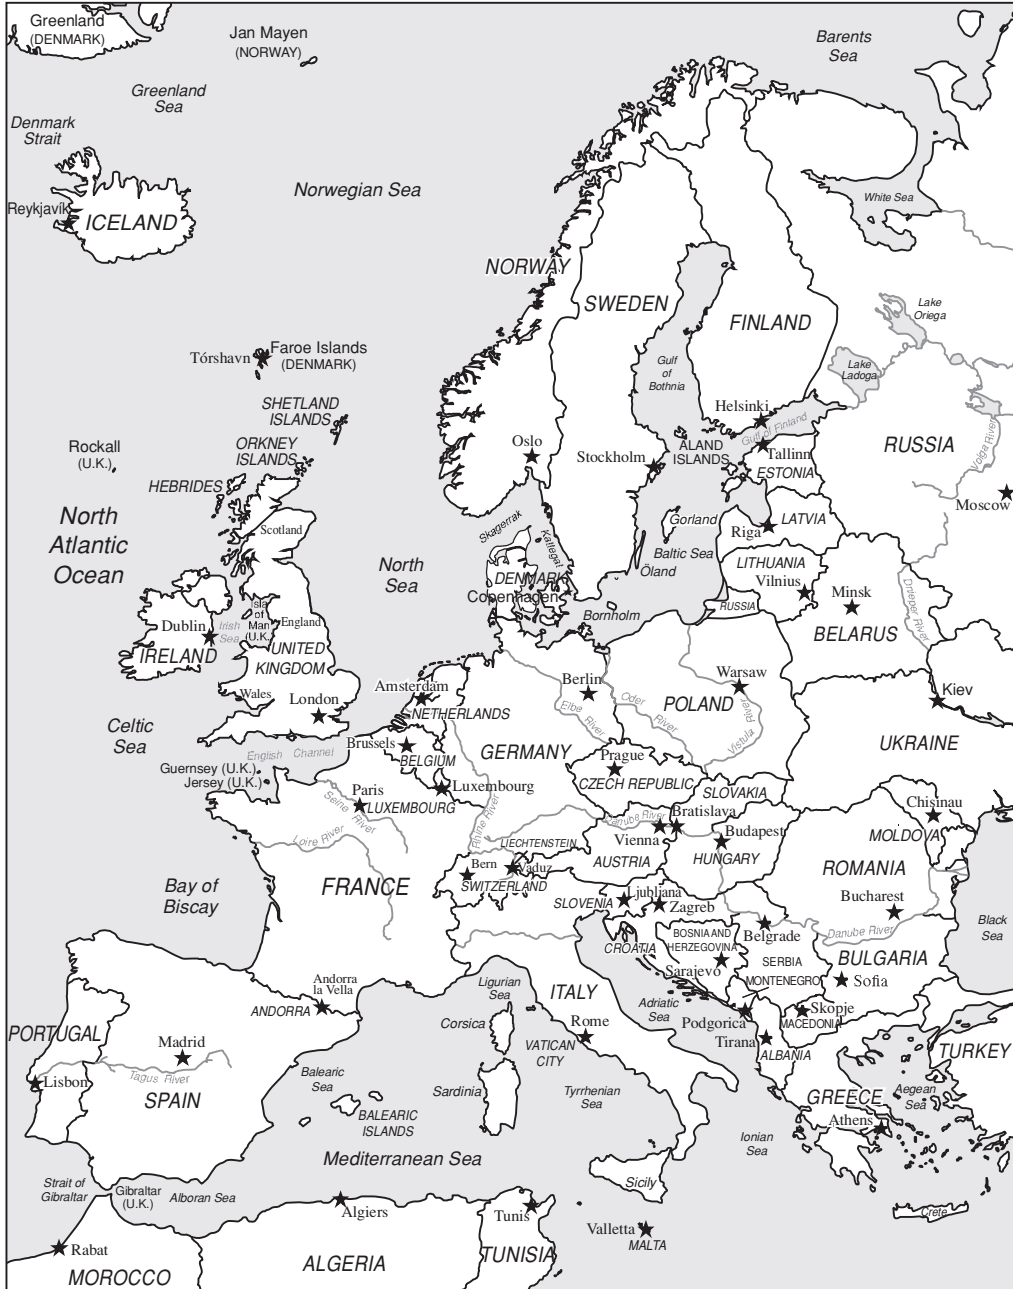 Greenland
(DENMARK)
Jan Mayen
(NORWAY)
Barents
Sea
Greenland
Sea
Denmark
Strait
Norwegian Sea
White Sea
Reykjavík
ICELAND
NORWAY
SWEDEN
FINLAND
Lake
Oriega
Tórshavn
Faroe Islands
(DENMARK)
Gulf
of
Bothnia
Lake
Ladoga
SHETLAND
ISLANDS
Helsinki
Gulf of Finland
RUSSIA
Volga River
Rockall
(U.K.)
ORKNEY
ISLANDS
Oslo
Stockholm
ÅLAND
ISLANDS
Tallinn
ESTONIA
HEBRIDES
Moscow
North
Atlantic
Ocean
Scotland
Skagerrak
Kattegat
Gorland
Riga
LATVIA
Baltic Sea
North
Sea
Öland
LITHUANIA
Vilnius
DENMARK
Copenhagen
Bornholm
RUSSIA
Minsk
BELARUS
Dnieper River
Isla
of
Man
(U.K.)
England
Dublin
Irish
Sea
IRELAND
UNITED
KINGDOM
Wales
London
Amsterdam
NETHERLANDS
Berlin
Elbe River
Oder
River
Warsaw
POLAND
Vistula
River
Kiev
Celtic
Sea
English Channel
Brussels
BELGIUM
GERMANY
Prague
CZECH REPUBLIC
UKRAINE
Guernsey (U.K.)
Jersey (U.K.)
Paris
LUXEMBOURG
Luxembourg
SLOVAKIA
Seine River
Loire River
Rhine River
Danube River
Bratislava
Vienna
Budapest
Chisinau
MOLDOVA
LIECHTENSTEIN
Bern
Vaduz
SWITZERLAND
AUSTRIA
HUNGARY
ROMANIA
Bay of
Biscay
FRANCE
SLOVENIA
Ljubljana
Zagreb
Bucharest
Danube River
Black
Sea
CROATIA
BOSNIA AND
HERZEGOVINA
Sarajevo
Belgrade
SERBIA
MONTENEGRO
BULGARIA
Sofia
Andorra
la Vella
ANDORRA
Ligurian
Sea
ITALY
Adriatic
Sea
Podgorica
Skopje
MACEDONIA
Corsica
Rome
VATICAN
CITY
Tirana
ALBANIA
TURKEY
PORTUGAL
Madrid
Lisbon
Tagus River
SPAIN
Balearic
Sea
BALEARIC
ISLANDS
Sardinia
Tyrrhenian
Sea
GREECE
Athens
Aegean
Sea
Ionian
Sea
Mediterranean Sea
Sicily
Strait of
Gibraltar
Gibraltar
(U.K.)
Alboran Sea
Algiers
Tunis
Valletta
MALTA
Crete
Rabat
MOROCCO
ALGERIA
TUNISIA